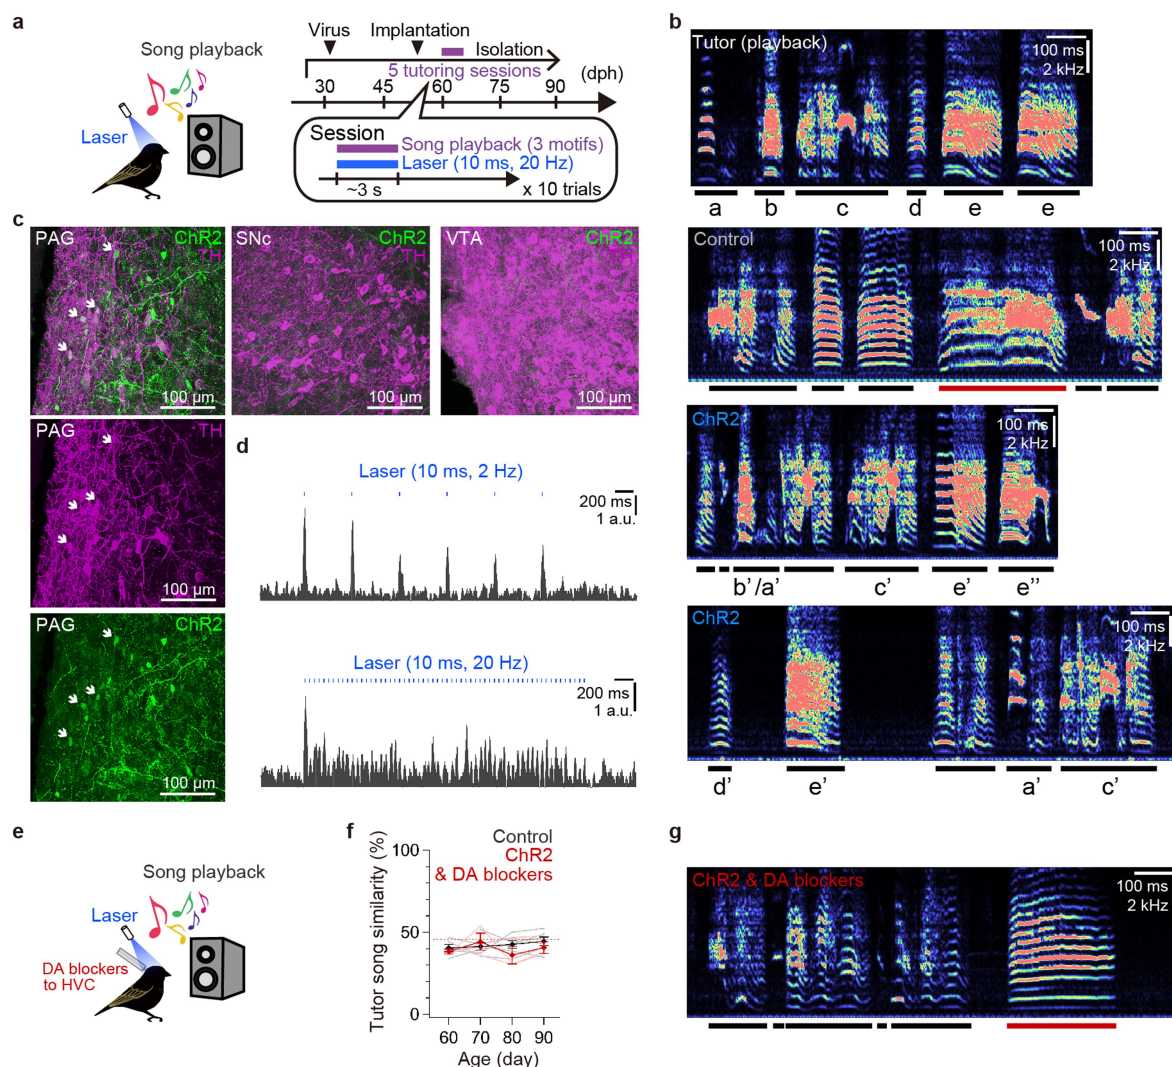 a
Song playback
Laser
Virus
Implantation
Isolation
5 tutoring sessions
(dph)
30
45
60
75
90
Session
Song playback (3 motifs)
Laser (10 ms, 20 Hz)
~3 s
x 10 trials
b
Tutor (playback)
100 ms
2 kHz
a
b
c
d
e
e
Control
100 ms
2 kHz
ChR2
100 ms
2 kHz
b’/a’
c’
e’
e’’
ChR2
100 ms
2 kHz
d’
e’
a’
c’
c
PAG
ChR2
TH
100 µm
SNc
ChR2
TH
100 µm
VTA
ChR2
100 µm
PAG
TH
100 µm
PAG
ChR2
100 µm
d
Laser (10 ms, 2 Hz)
200 ms
1 a.u.
Laser (10 ms, 20 Hz)
200 ms
1 a.u.
e
Song playback
Laser
DA blockers
to HVC
f
Control
ChR2
& DA blockers
Tutor song similarity (%)
100
50
0
60
70
80
90
Age (day)
g
ChR2 & DA blockers
100 ms
2 kHz